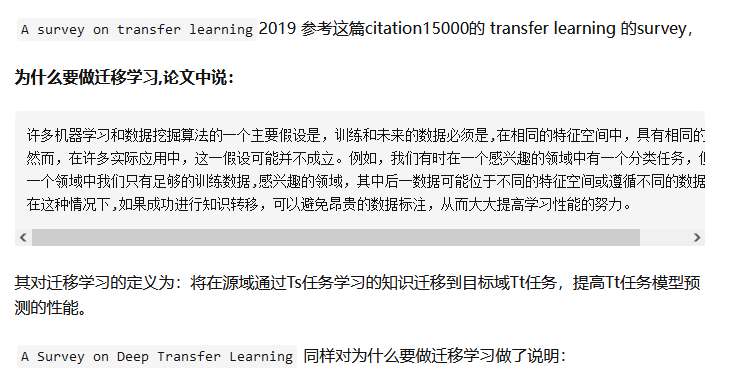 A survey on transfer learning 2019 参考这篇citation15000的 transfer learning 的survey，
为什么要做迁移学习,论文中说：
许多机器学习和数据挖掘算法的一个主要假设是，训练和未来的数据必须是,在相同的特征空间中，具有相同的
然而，在许多实际应用中，这一假设可能并不成立。例如，我们有时在一个感兴趣的领域中有一个分类任务，
一个领域中我们只有足够的训练数据,感兴趣的领域，其中后一数据可能位于不同的特征空间或遵循不同的数据
在这种情况下,如果成功进行知识转移，可以避免昂贵的数据标注，从而大大提高学习性能的努力。
其对迁移学习的定义为：将在源域通过Ts任务学习的知识迁移到目标域Tt任务，提高Tt任务模型预
测的性能。
A Survey on Deep Transfer Learning 同样对为什么要做迁移学习做了说明：